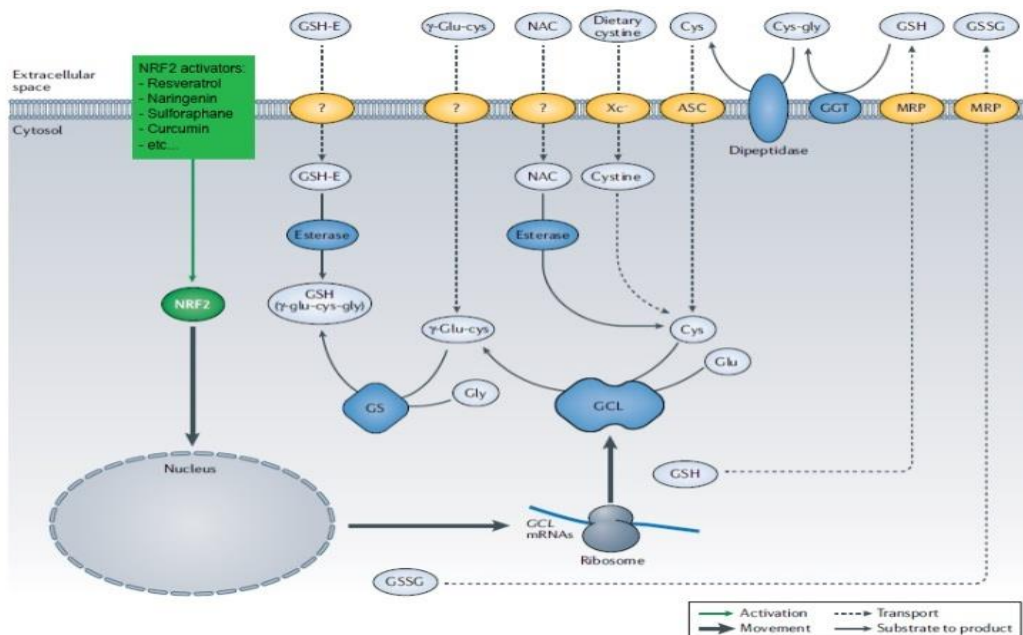 GSH-E
γ-Glu-cys
NAC
Dietary
cystine
Cys
Cys-gly
GSH
GSSG
NRF2 activators:
- Resveratrol
- Naringenin
- Sulforaphane
- Curcumin
- etc...
Extracellular
space
Cytosol
?
?
?
Xc⁻
ASC
Dipeptidase
GGT
MRP
MRP
GSH-E
NAC
Cystine
Esterase
Esterase
NRF2
GSH
(γ-glu-cys-gly)
γ-Glu-cys
Cys
Glu
Gly
GS
GCL
Nucleus
GSH
GCL
mRNAs
Ribosome
GSSG
Activation
Transport
Movement
Substrate to product